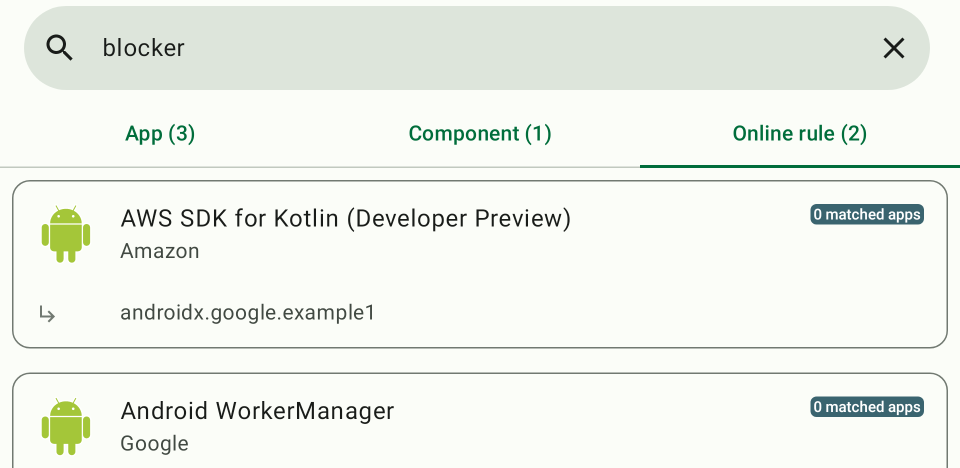 blocker
App (3)
Component (1)
Online rule (2)
AWS SDK for Kotlin (Developer Preview)
0 matched apps
Amazon
androidx.google.example1
Android WorkerManager
0 matched apps
Google